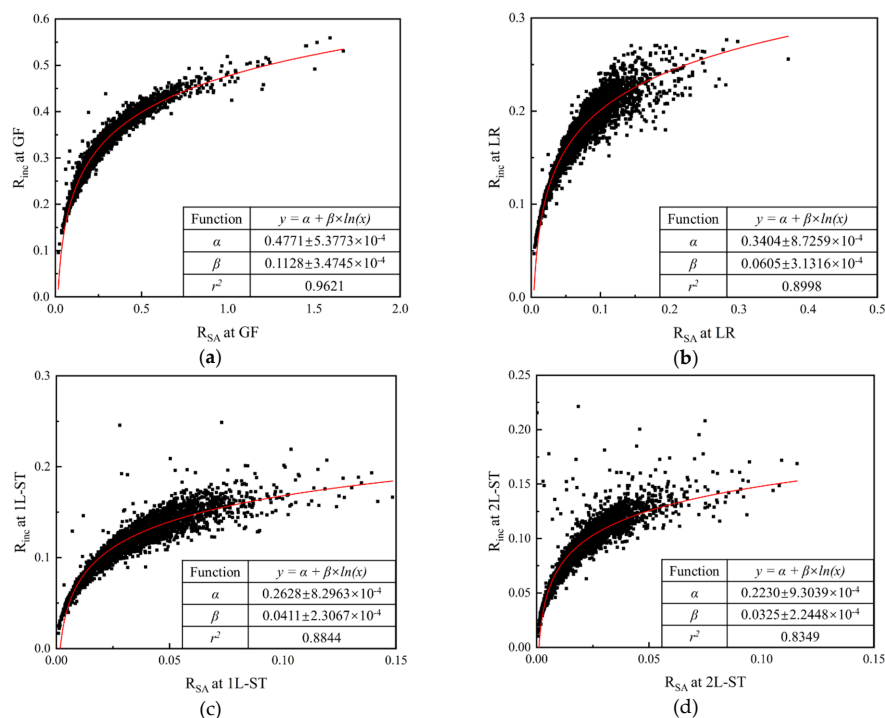 0.6
0.5
0.4
0.3
0.2
0.1
0.0
R_inc at GF
Function y = α + β×ln(x)
α 0.4771±5.3773×10⁻⁴
β 0.1128±3.4745×10⁻⁴
r² 0.9621
0.5 1.0 1.5 2.0
R_SA at GF
(a)
0.3
0.2
0.1
0.0
R_inc at LR
Function y = α + β×ln(x)
α 0.3404±8.7259×10⁻⁴
β 0.0605±3.1316×10⁻⁴
r² 0.8998
0.0 0.1 0.2 0.3 0.4 0.5
R_SA at LR
(b)
0.3
0.2
0.1
0.0
R_inc at 1L-ST
Function y = α + β×ln(x)
α 0.2628±8.2963×10⁻⁴
β 0.0411±2.3067×10⁻⁴
r² 0.8844
0.00 0.05 0.10 0.15
R_SA at 1L-ST
(c)
0.25
0.20
0.15
0.10
0.05
0.00
R_inc at 2L-ST
Function y = α + β×ln(x)
α 0.2230±9.3039×10⁻⁴
β 0.0325±2.2448×10⁻⁴
r² 0.8349
0.00 0.05 0.10 0.15
R_SA at 2L-ST
(d)